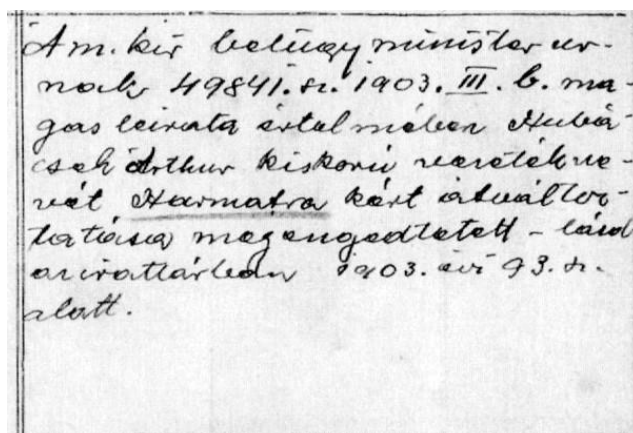 A m. kir belügyminister ur-
nak 49841.sz. 1903. III. b. ma-
gas leirata értelmében Hubá-
csek Arthur kiskorú vezetékne-
vét Harmatra kért átváltoz-
tatása megengedtetett - lásd
az irattárban 1903. évi 93. sz.
alatt.